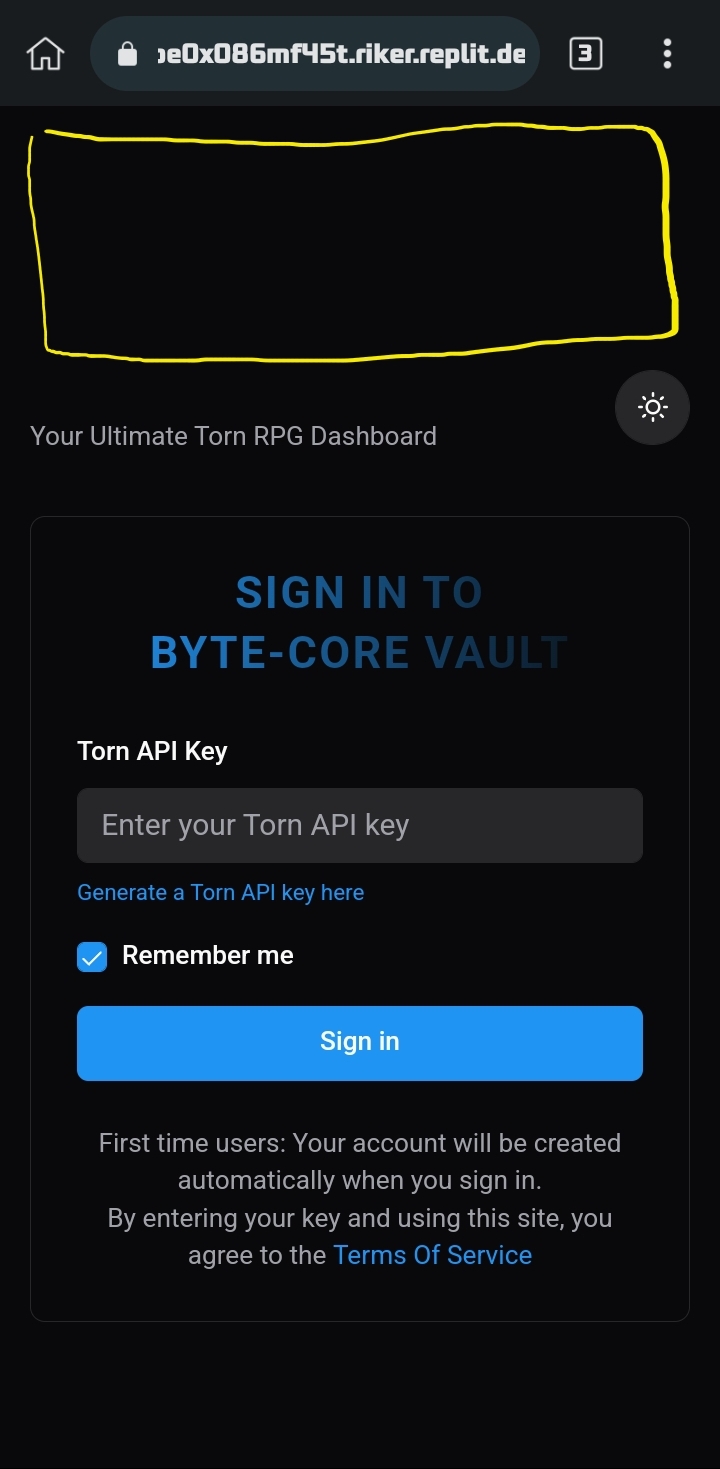 be0x086mf45t.riker.replit.de
3
Your Ultimate Torn RPG Dashboard
SIGN IN TO
BYTE-CORE VAULT
Torn API Key
Enter your Torn API key
Generate a Torn API key here
Remember me
Sign in
First time users: Your account will be created
automatically when you sign in.
By entering your key and using this site, you
agree to the Terms Of Service